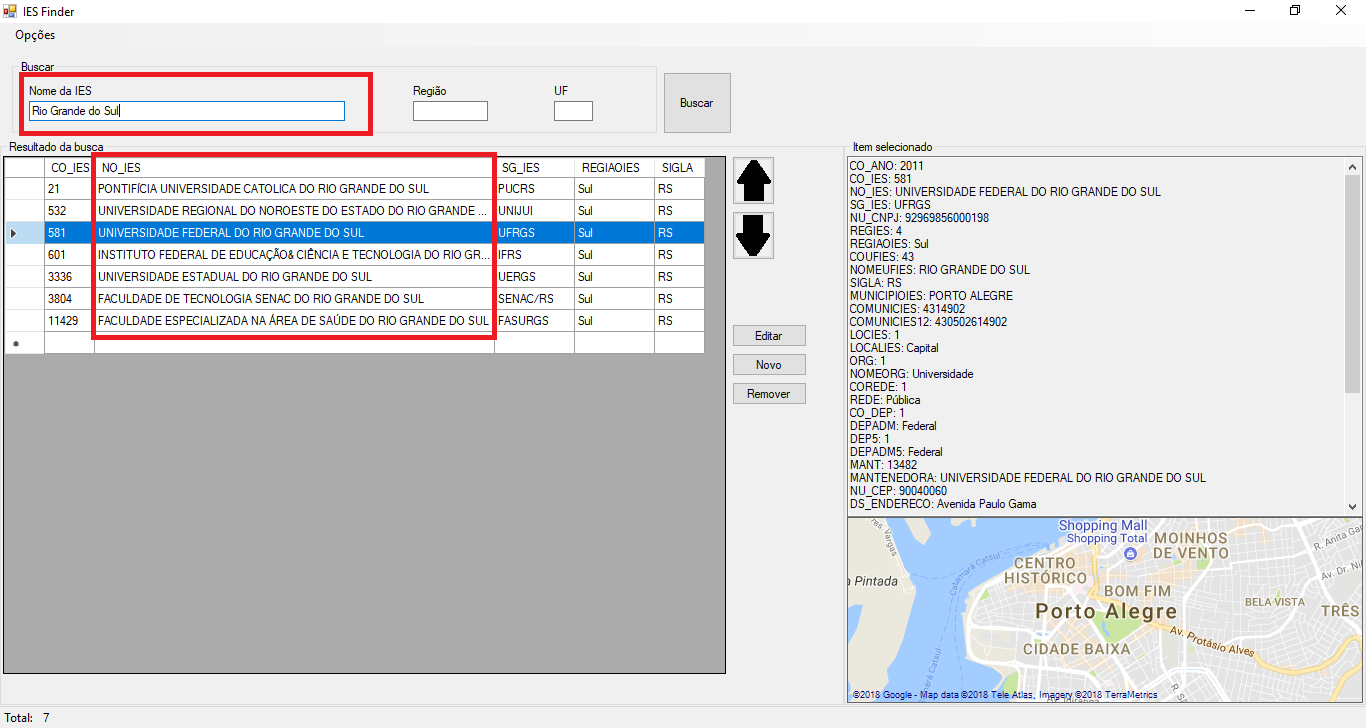 IES Finder
Opções
Buscar
Nome da IES
Região
UF
Rio Grande do Sul
Buscar
Resultado da busca
CO_IES NO_IES SG_IES REGIAOIES SIGLA
21 PONTIFÍCIA UNIVERSIDADE CATOLICA DO RIO GRANDE DO SUL PUCRS Sul RS
532 UNIVERSIDADE REGIONAL DO NOROESTE DO ESTADO DO RIO GRANDE ... UNIJUI Sul RS
581 UNIVERSIDADE FEDERAL DO RIO GRANDE DO SUL UFRGS Sul RS
601 INSTITUTO FEDERAL DE EDUCAÇÃO& CIÊNCIA E TECNOLOGIA DO RIO GR... IFRS Sul RS
3336 UNIVERSIDADE ESTADUAL DO RIO GRANDE DO SUL UERGS Sul RS
3804 FACULDADE DE TECNOLOGIA SENAC DO RIO GRANDE DO SUL SENAC/RS Sul RS
11429 FACULDADE ESPECIALIZADA NA ÁREA DE SAÚDE DO RIO GRANDE DO SUL FASURGS Sul RS
Editar
Novo
Remover
Item selecionado
CO_ANO: 2011
CO_IES: 581
NO_IES: UNIVERSIDADE FEDERAL DO RIO GRANDE DO SUL
SG_IES: UFRGS
NU_CNPJ: 92969856000198
REGIES: 4
REGIAOIES: Sul
COUFIES: 43
NOMEUFIES: RIO GRANDE DO SUL
SIGLA: RS
MUNICIPIOIES: PORTO ALEGRE
COMUNICIES: 4314902
COMUNICIES12: 430502614902
LOCIES: 1
LOCALIES: Capital
ORG: 1
NOMEORG: Universidade
COREDE: 1
REDE: Pública
CO_DEP: 1
DEPADM: Federal
DEP5: 1
DEPADM5: Federal
MANT: 13482
MANTENEDORA: UNIVERSIDADE FEDERAL DO RIO GRANDE DO SUL
NU_CEP: 90040060
DS_ENDERECO: Avenida Paulo Gama
Shopping Mall
Shopping Total
MOINHOS
DE VENTO
R. Anita Ga
Av. Dr. Ni
res. Vargas
Catamarã Catsul
CENTRO
HISTÓRICO
a Pintada
BOM FIM
BELA VISTA
TRÊS
Porto Alegre
Av. Protásio Alves
CIDADE BAIXA
Catamarã Catsul
©2018 Google - Map data ©2018 Tele Atlas, Imagery ©2018 TerraMetrics
Total: 7